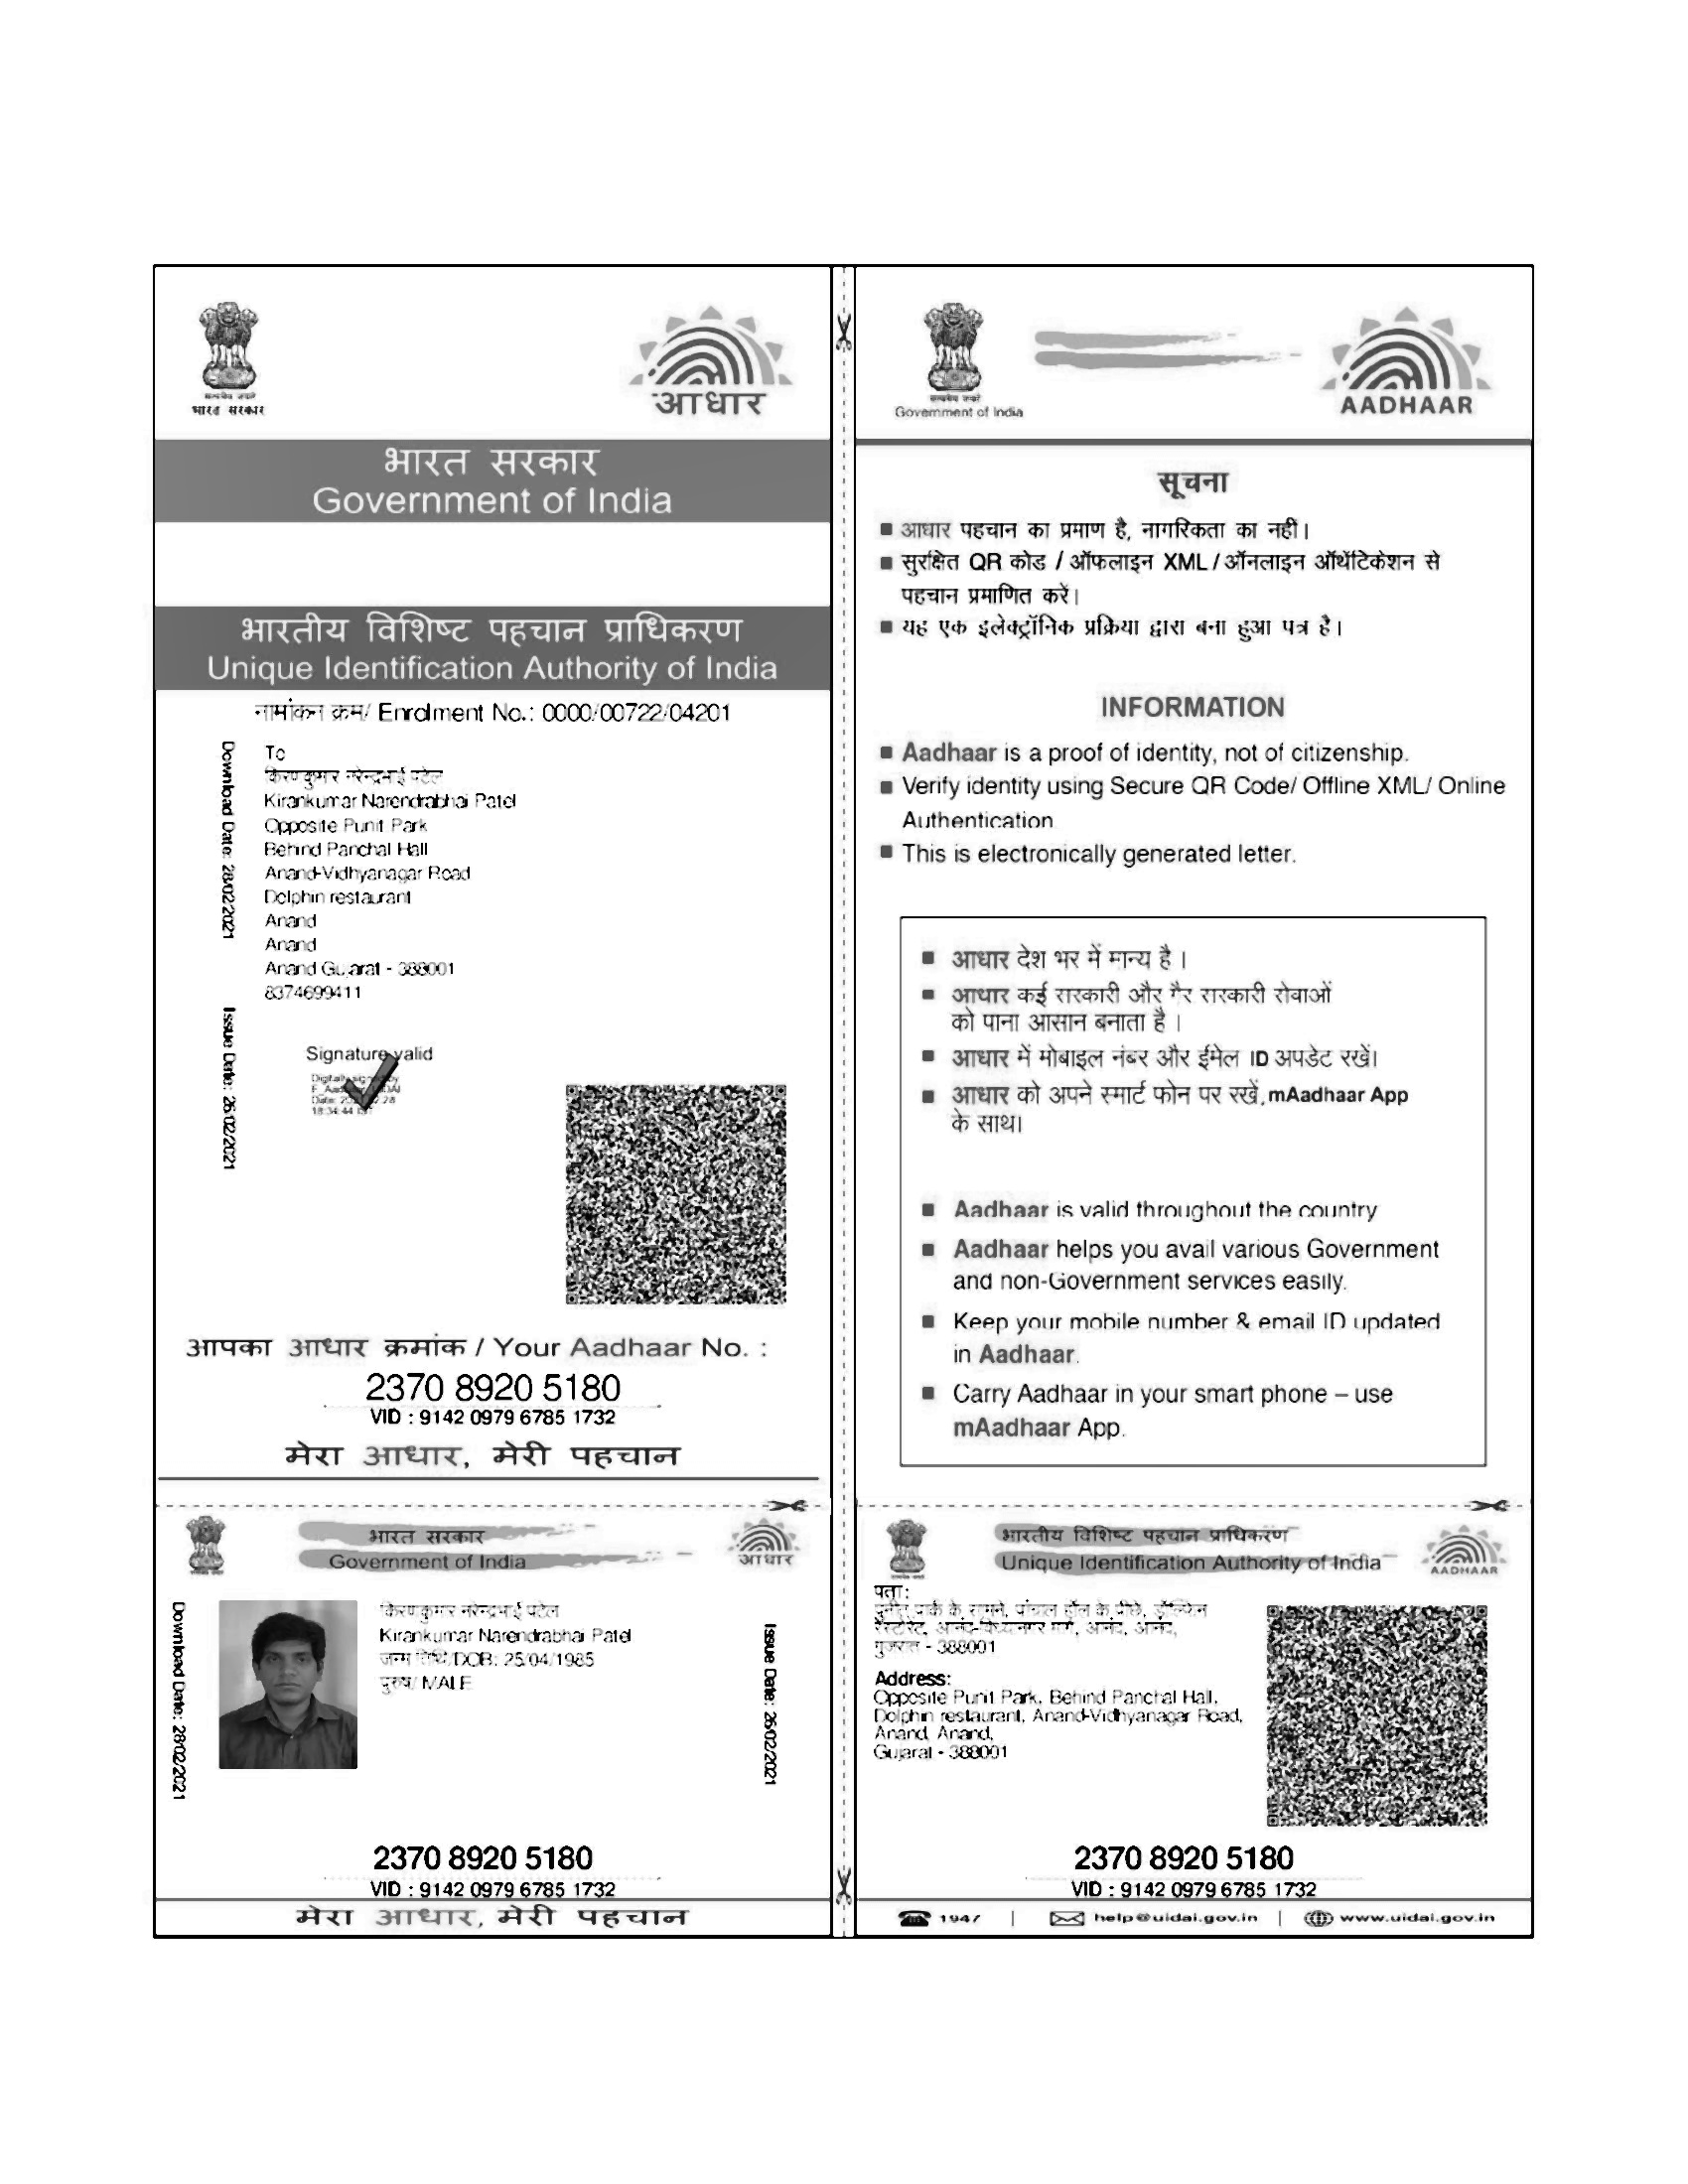 सत्यमेव जयते
भारत सरकार
आधार
भारत सरकार
Government of India
भारतीय विशिष्ट पहचान प्राधिकरण
Unique Identification Authority of India
नामांकन क्रम/ Enrolment No.: 0000/00722/04201
Download Date: 28/02/2021
Issue Date: 26/02/2021
To
किरणकुमार नरेन्द्रभाई पटेल
Kirankumar Narendrabhai Patel
Opposite Punit Park
Behind Panchal Hall
Anand-Vidhyanagar Road
Dolphin restaurant
Anand
Anand
Anand Gujarat - 388001
8374699411
Signature valid
Digitally signed by
Date:
18:34:44 IST
आपका आधार क्रमांक / Your Aadhaar No. :
2370 8920 5180
VID : 9142 0979 6785 1732
मेरा आधार, मेरी पहचान
सत्यमेव जयते
Government of India
AADHAAR
सूचना
■ आधार पहचान का प्रमाण है, नागरिकता का नहीं।
■ सुरक्षित QR कोड / ऑफलाइन XML / ऑनलाइन ऑथेंटिकेशन से
पहचान प्रमाणित करें।
■ यह एक इलेक्ट्रॉनिक प्रक्रिया द्वारा बना हुआ पत्र है।
INFORMATION
■ Aadhaar is a proof of identity, not of citizenship.
■ Verify identity using Secure QR Code/ Offline XML/ Online
Authentication
■ This is electronically generated letter.
■ आधार देश भर में मान्य है।
■ आधार कई सरकारी और गैर सरकारी सेवाओं
को पाना आसान बनाता है।
■ आधार में मोबाइल नंबर और ईमेल ID अपडेट रखें।
■ आधार को अपने स्मार्ट फोन पर रखें, mAadhaar App
के साथ।
■ Aadhaar is valid throughout the country
■ Aadhaar helps you avail various Government
and non-Government services easily.
■ Keep your mobile number & email ID updated
in Aadhaar.
■ Carry Aadhaar in your smart phone – use
mAadhaar App.
भारत सरकार
Government of India
आधार
Download Date: 28/02/2021
किरणकुमार नरेन्द्रभाई पटेल
Kirankumar Narendrabhai Patel
जन्म तिथि/DOB: 25/04/1985
पुरुष/ MALE
Issue Date: 26/02/2021
2370 8920 5180
VID : 9142 0979 6785 1732
मेरा आधार, मेरी पहचान
भारतीय विशिष्ट पहचान प्राधिकरण
Unique Identification Authority of India
AADHAAR
पता:
पुनीत पार्क के सामने, पांचाल हॉल के पीछे, डॉल्फिन
रेस्टोरेंट, आनंद-विध्यानगर मार्ग, आनंद, आनंद,
गुजरात - 388001
Address:
Opposite Punit Park, Behind Panchal Hall,
Dolphin restaurant, Anand-Vidhyanagar Road,
Anand, Anand,
Gujarat - 388001
2370 8920 5180
VID : 9142 0979 6785 1732
1947 | help@uidai.gov.in | www.uidai.gov.in